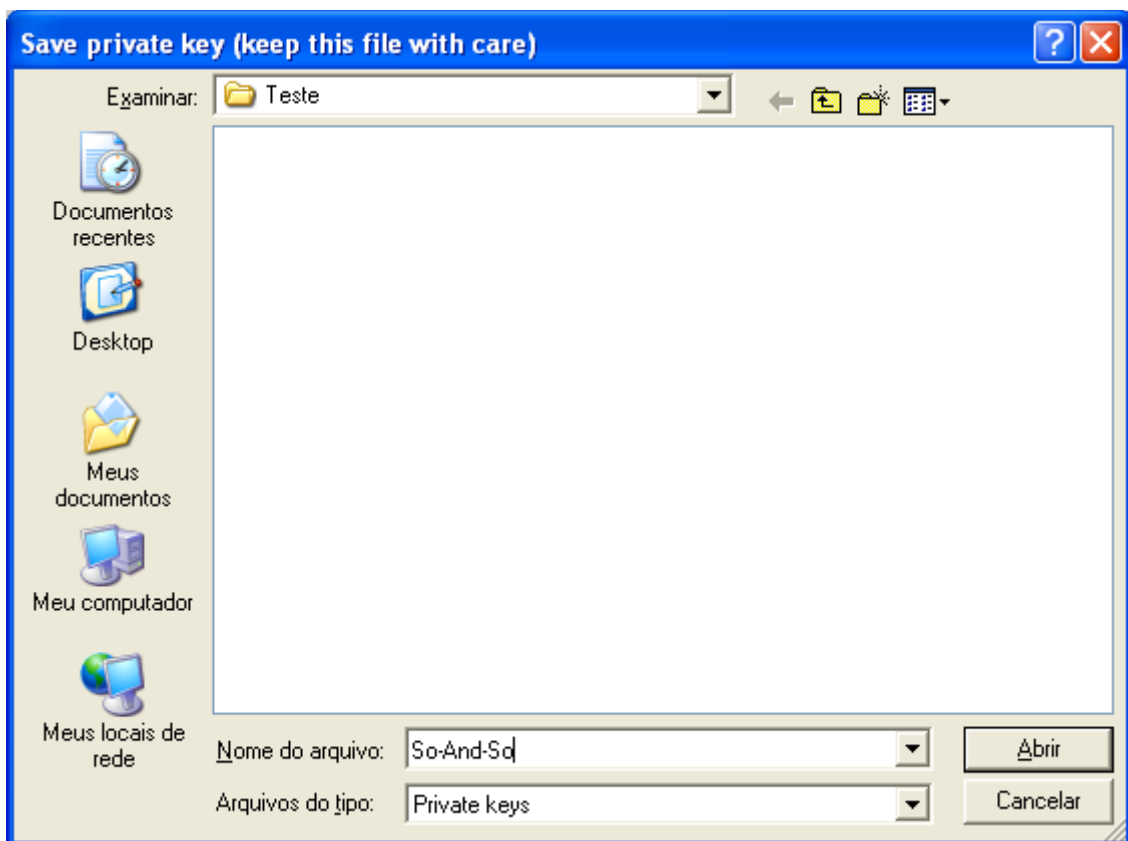 Save private key (keep this file with care)
Examinar: Teste
Documentos
recentes
Desktop
Meus
documentos
Meu computador
Meus locais de
rede
Nome do arquivo: So-And-So Abrir
Arquivos do tipo: Private keys Cancelar